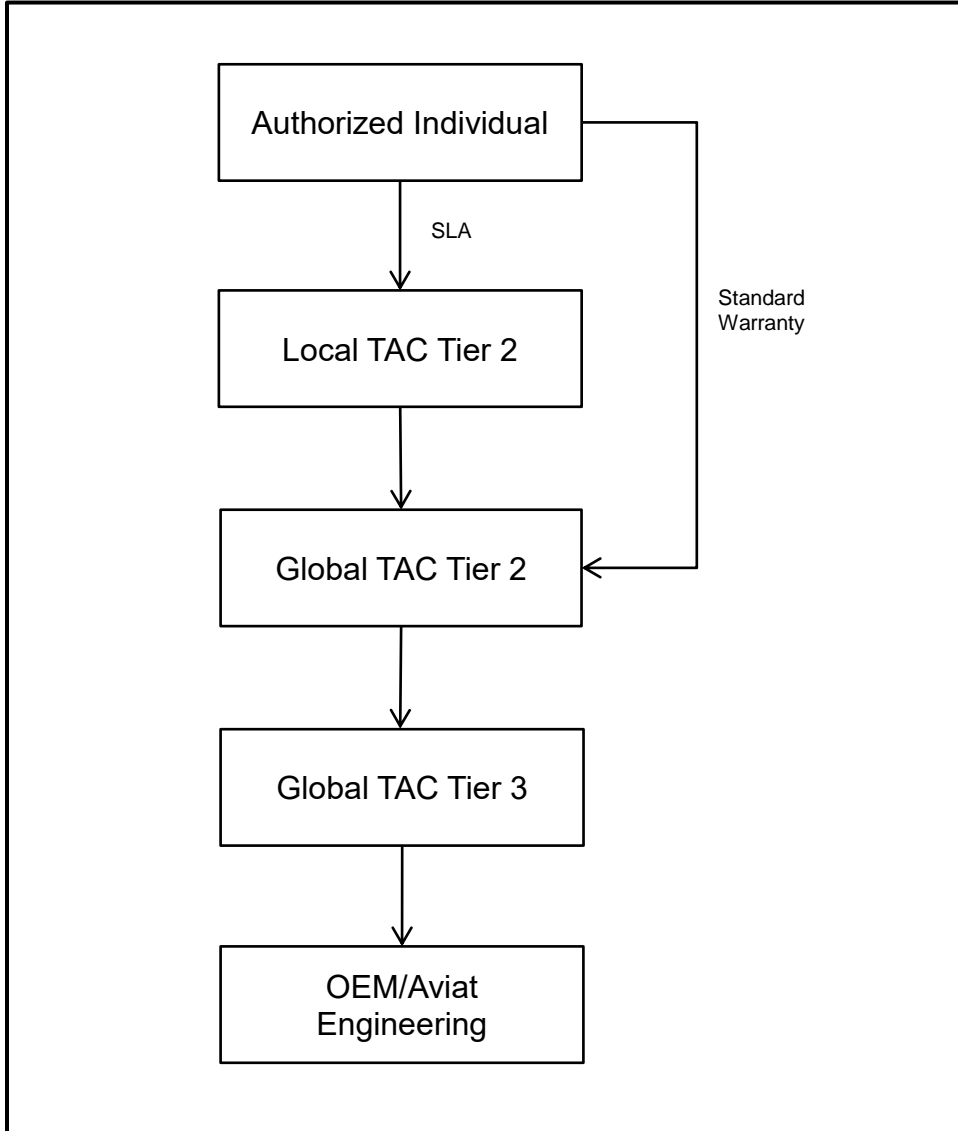 Authorized Individual
SLA
Standard
Warranty
Local TAC Tier 2
Global TAC Tier 2
Global TAC Tier 3
OEM/Aviat
Engineering